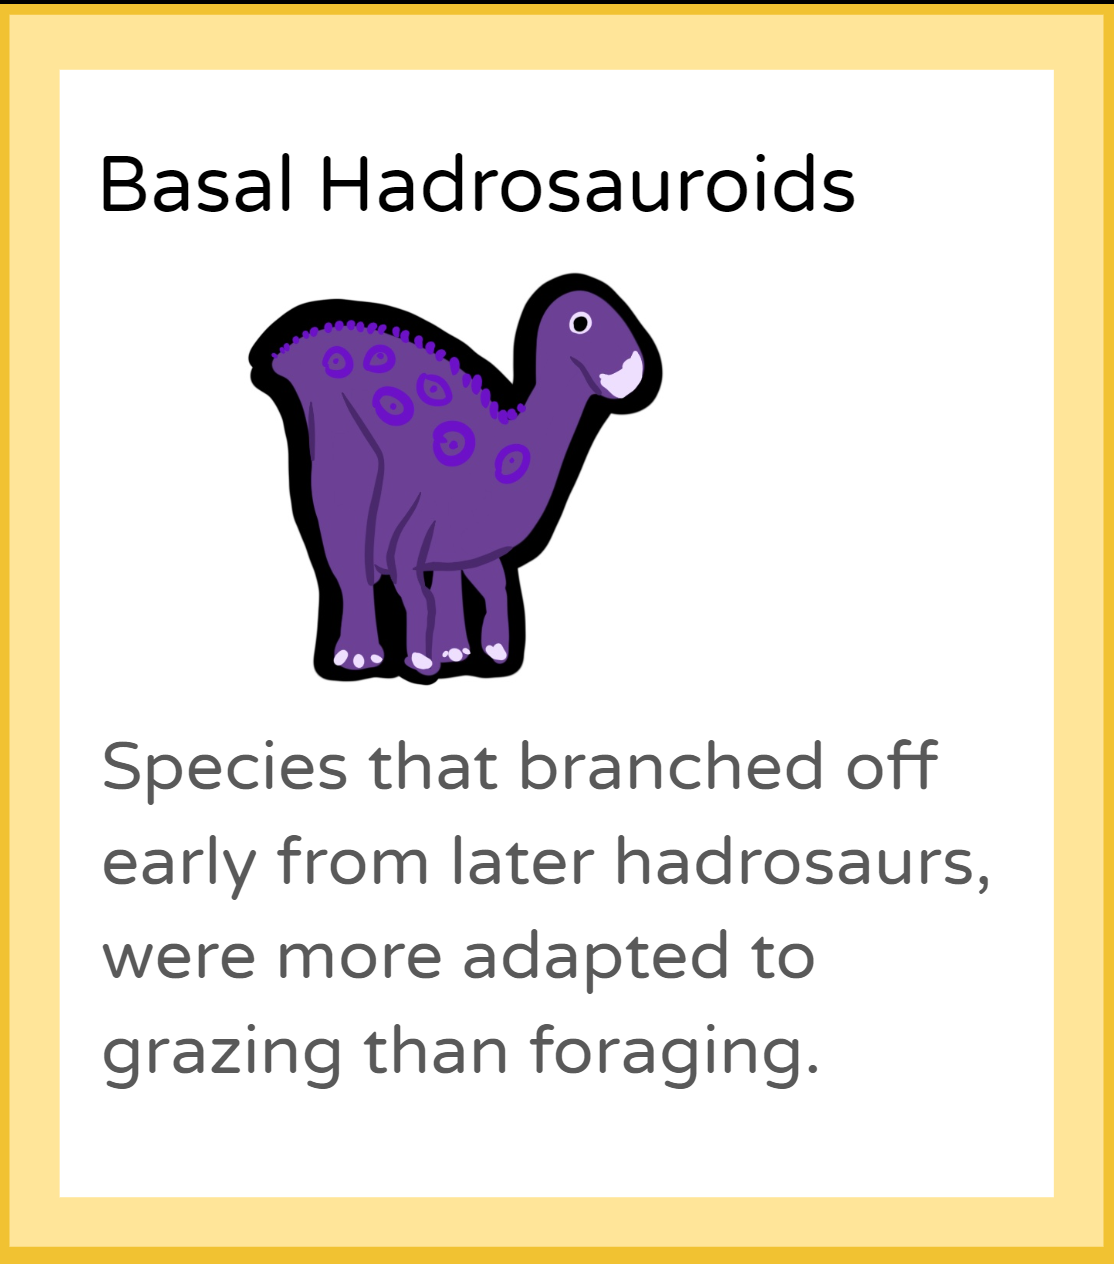 Basal Hadrosauroids
Species that branched off
early from later hadrosaurs,
were more adapted to
grazing than foraging.